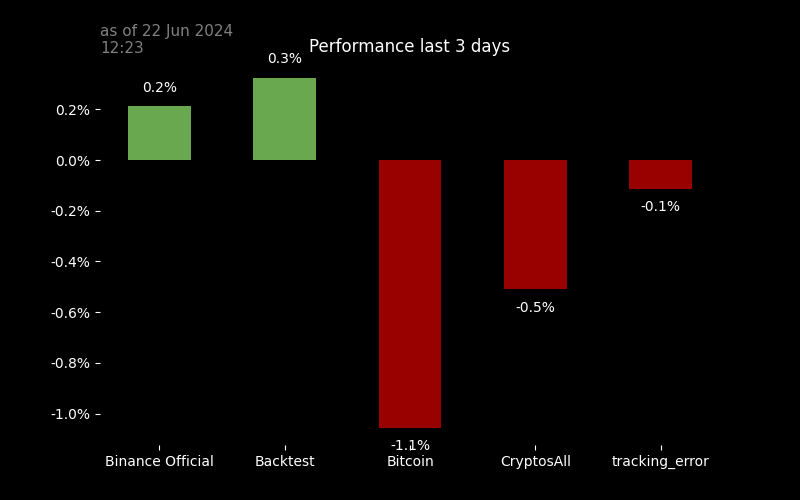 as of 22 Jun 2024
12:23
Performance last 3 days
0.2%
0.3%
-1.1%
-0.5%
-0.1%
0.2%
0.0%
-0.2%
-0.4%
-0.6%
-0.8%
-1.0%
Binance Official
Backtest
Bitcoin
CryptosAll
tracking_error